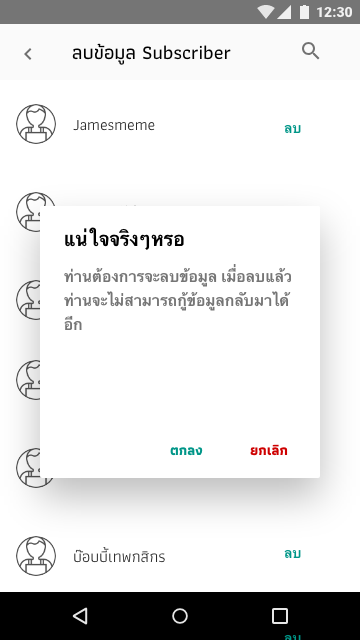 12:30
ลบข้อมูล Subscriber
Jamesmeme
ลบ
แน่ใจจริงๆหรอ
ท่านต้องการจะลบข้อมูล เมื่อลบแล้ว
ท่านจะไม่สามารถกู้ข้อมูลกลับมาได้
อีก
ตกลง
ยกเลิก
บ๊อบบี้เทพกสิกร
ลบ
ลบ